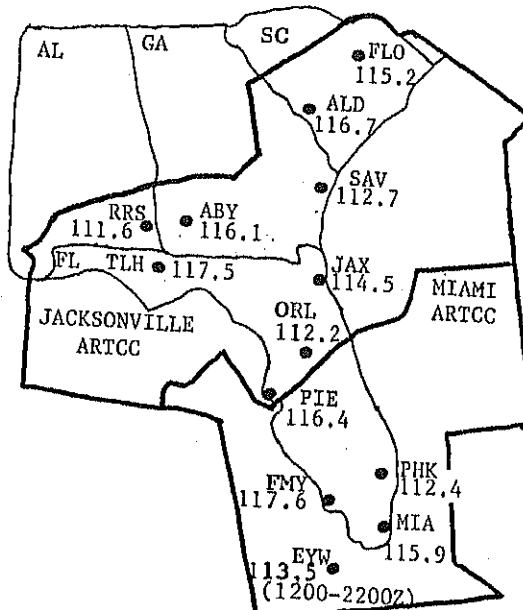 SC
AL
GA
FLO
115.2
ALD
116.7
SAV
112.7
RRS
111.6
ABY
116.1
FL
TLH
117.5
JAX
114.5
MIAMI
ARTCC
JACKSONVILLE
ARTCC
ORL
112.2
PIE
116.4
PHK
112.4
FMY
117.6
MIA
115.9
EYW
113.5
(1200-2200Z)